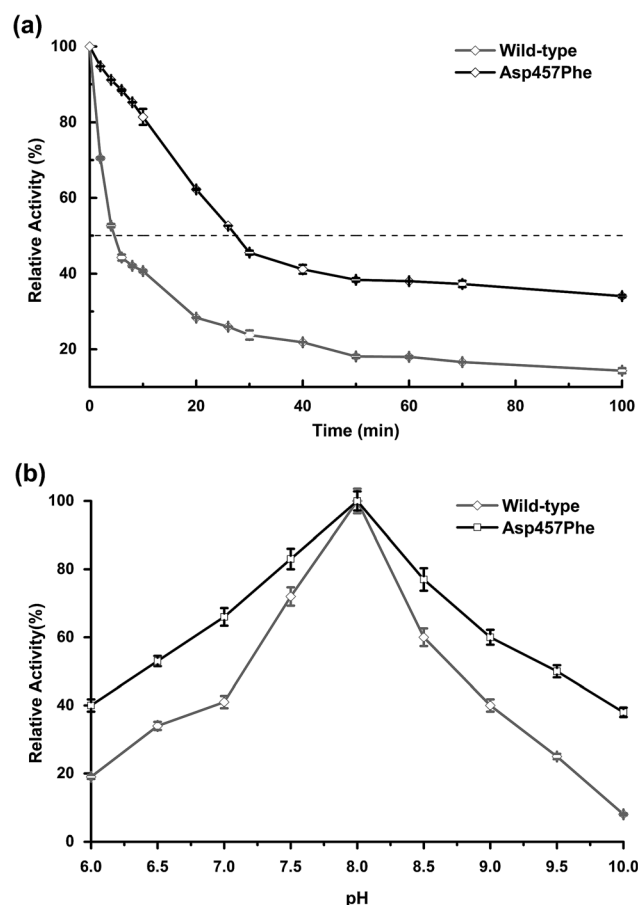 (a)
Wild-type
Asp457Phe
100
80
60
40
20
Relative Activity (%)
0 20 40 60 80 100
Time (min)
(b)
Wild-type
Asp457Phe
100
80
60
40
20
0
Relative Activity(%)
6.0 6.5 7.0 7.5 8.0 8.5 9.0 9.5 10.0
pH